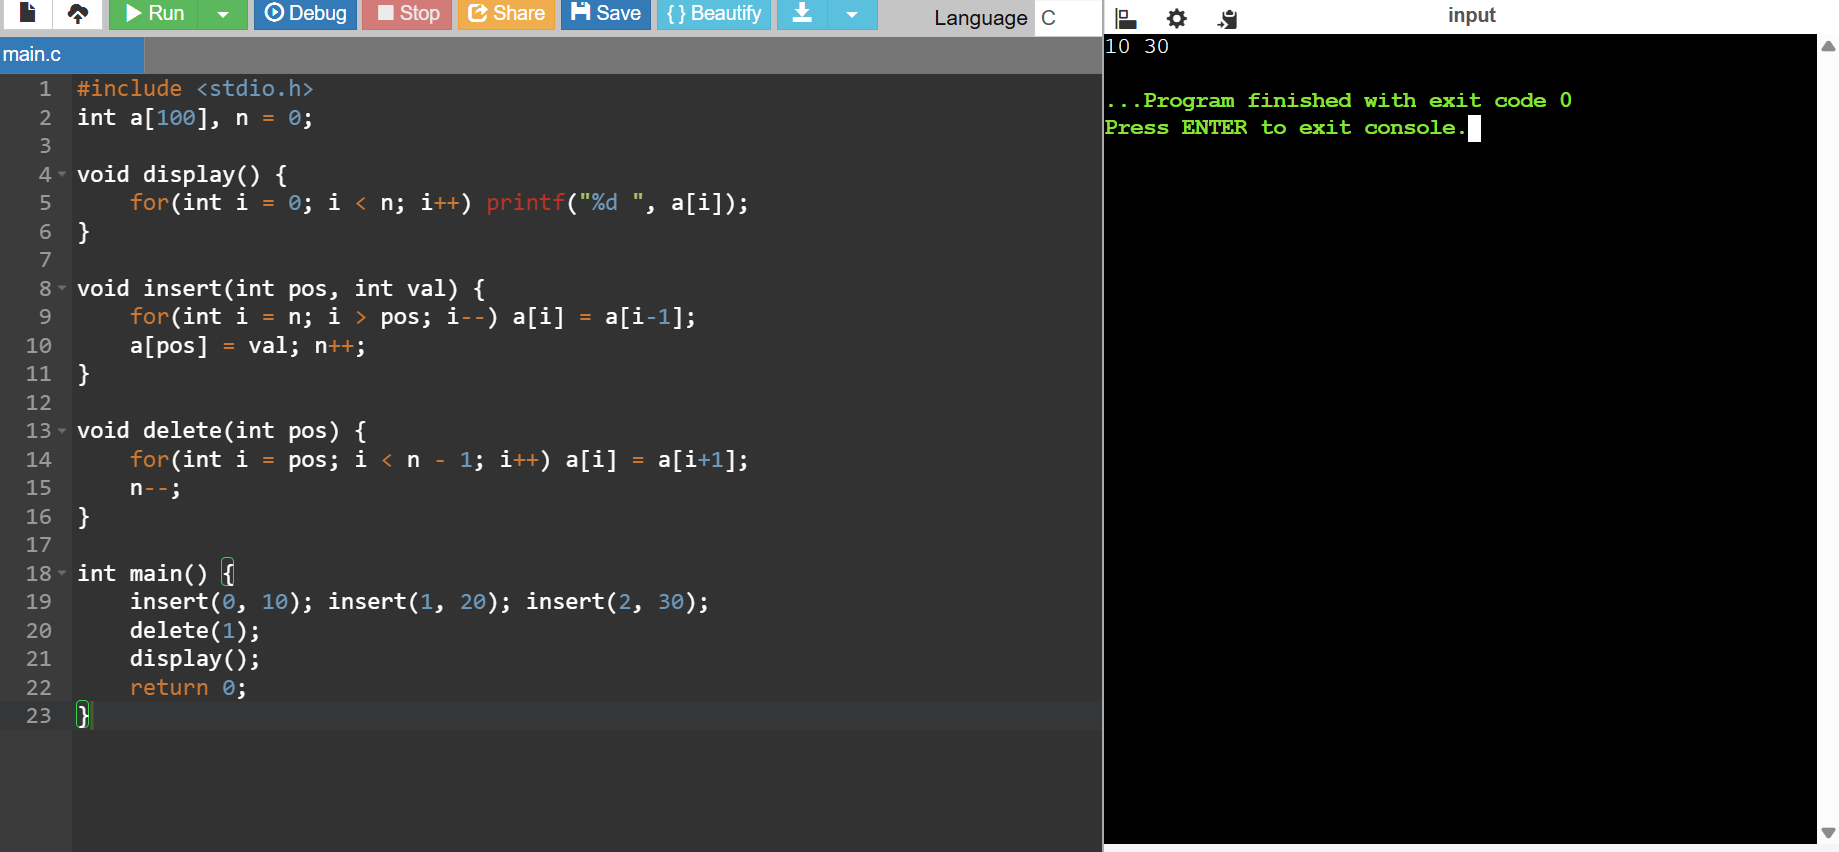 Run Debug Stop Share Save { } Beautify Language C
input
main.c
1 #include <stdio.h>
2 int a[100], n = 0;
3
4 void display() {
5     for(int i = 0; i < n; i++) printf("%d ", a[i]);
6 }
7
8 void insert(int pos, int val) {
9     for(int i = n; i > pos; i--) a[i] = a[i-1];
10     a[pos] = val; n++;
11 }
12
13 void delete(int pos) {
14     for(int i = pos; i < n - 1; i++) a[i] = a[i+1];
15     n--;
16 }
17
18 int main() {
19     insert(0, 10); insert(1, 20); insert(2, 30);
20     delete(1);
21     display();
22     return 0;
23 }
10 30
...Program finished with exit code 0
Press ENTER to exit console.